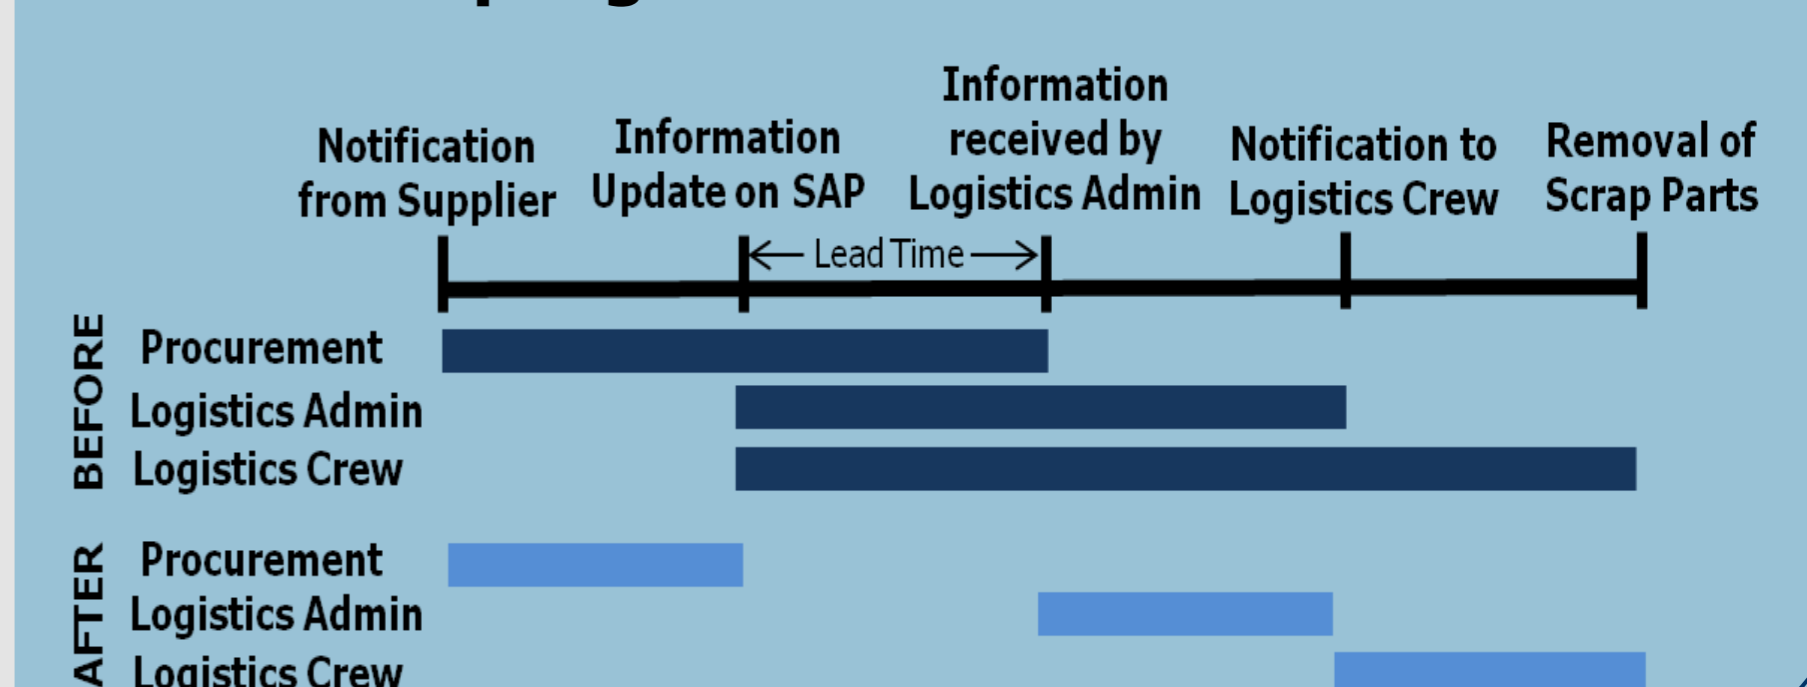 Notification
from Supplier
Information
Update on SAP
Information
received by
Logistics Admin
Notification to
Logistics Crew
Removal of
Scrap Parts
Lead Time
BEFORE
Procurement
Logistics Admin
Logistics Crew
AFTER
Procurement
Logistics Admin
Logistics Crew